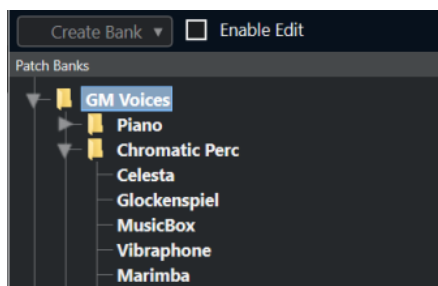 Create Bank Enable Edit
Patch Banks
GM Voices
Piano
Chromatic Perc
Celesta
Glockenspiel
MusicBox
Vibraphone
Marimba